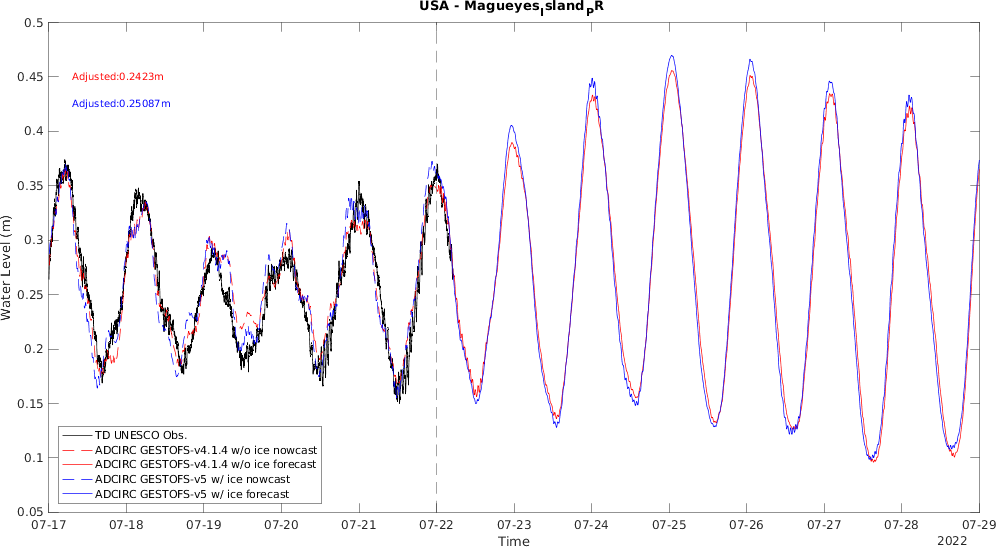 USA - Magueyes_Island_PR
0.5
0.45
0.4
0.35
0.3
0.25
0.2
0.15
0.1
0.05
Water Level (m)
Adjusted:0.2423m
Adjusted:0.25087m
TD UNESCO Obs.
ADCIRC GESTOFS-v4.1.4 w/o ice nowcast
ADCIRC GESTOFS-v4.1.4 w/o ice forecast
ADCIRC GESTOFS-v5 w/ ice nowcast
ADCIRC GESTOFS-v5 w/ ice forecast
07-17 07-18 07-19 07-20 07-21 07-22 07-23 07-24 07-25 07-26 07-27 07-28 07-29
Time
2022